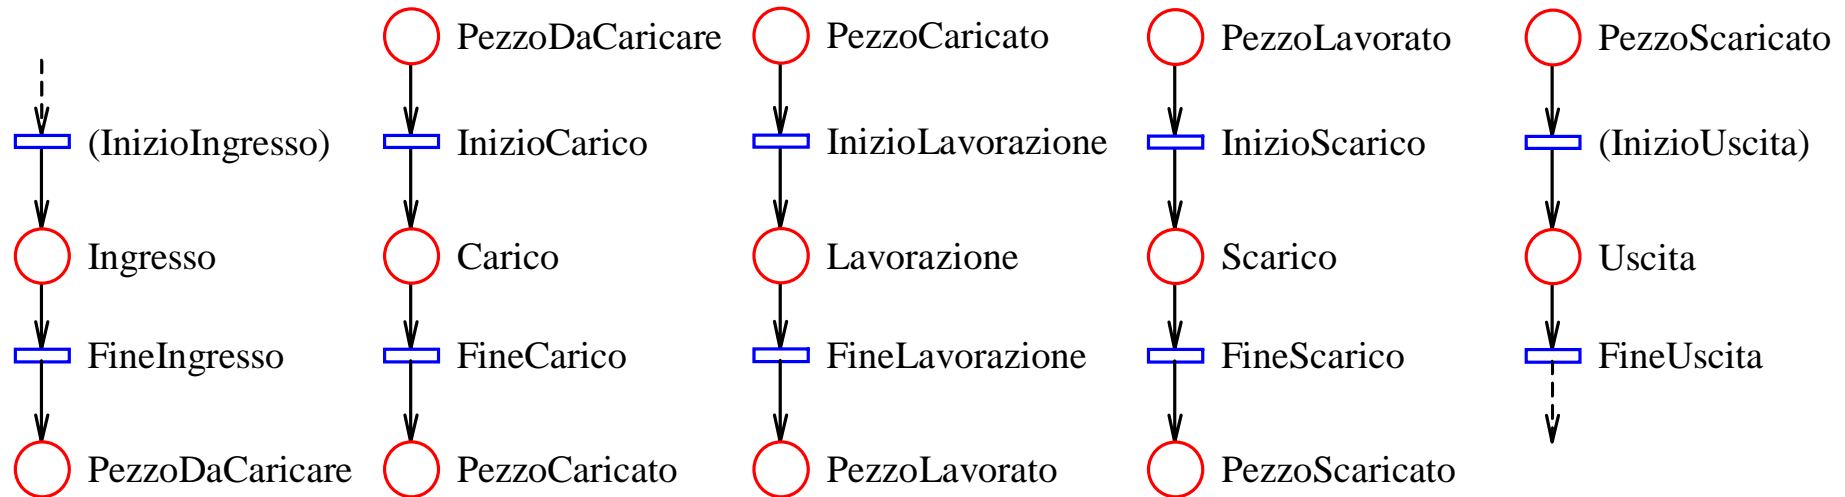 PezzoDaCaricare PezzoCaricato PezzoLavorato PezzoScaricato
(InizioIngresso) InizioCarico InizioLavorazione InizioScarico (InizioUscita)
Ingresso Carico Lavorazione Scarico Uscita
FineIngresso FineCarico FineLavorazione FineScarico FineUscita
PezzoDaCaricare PezzoCaricato PezzoLavorato PezzoScaricato